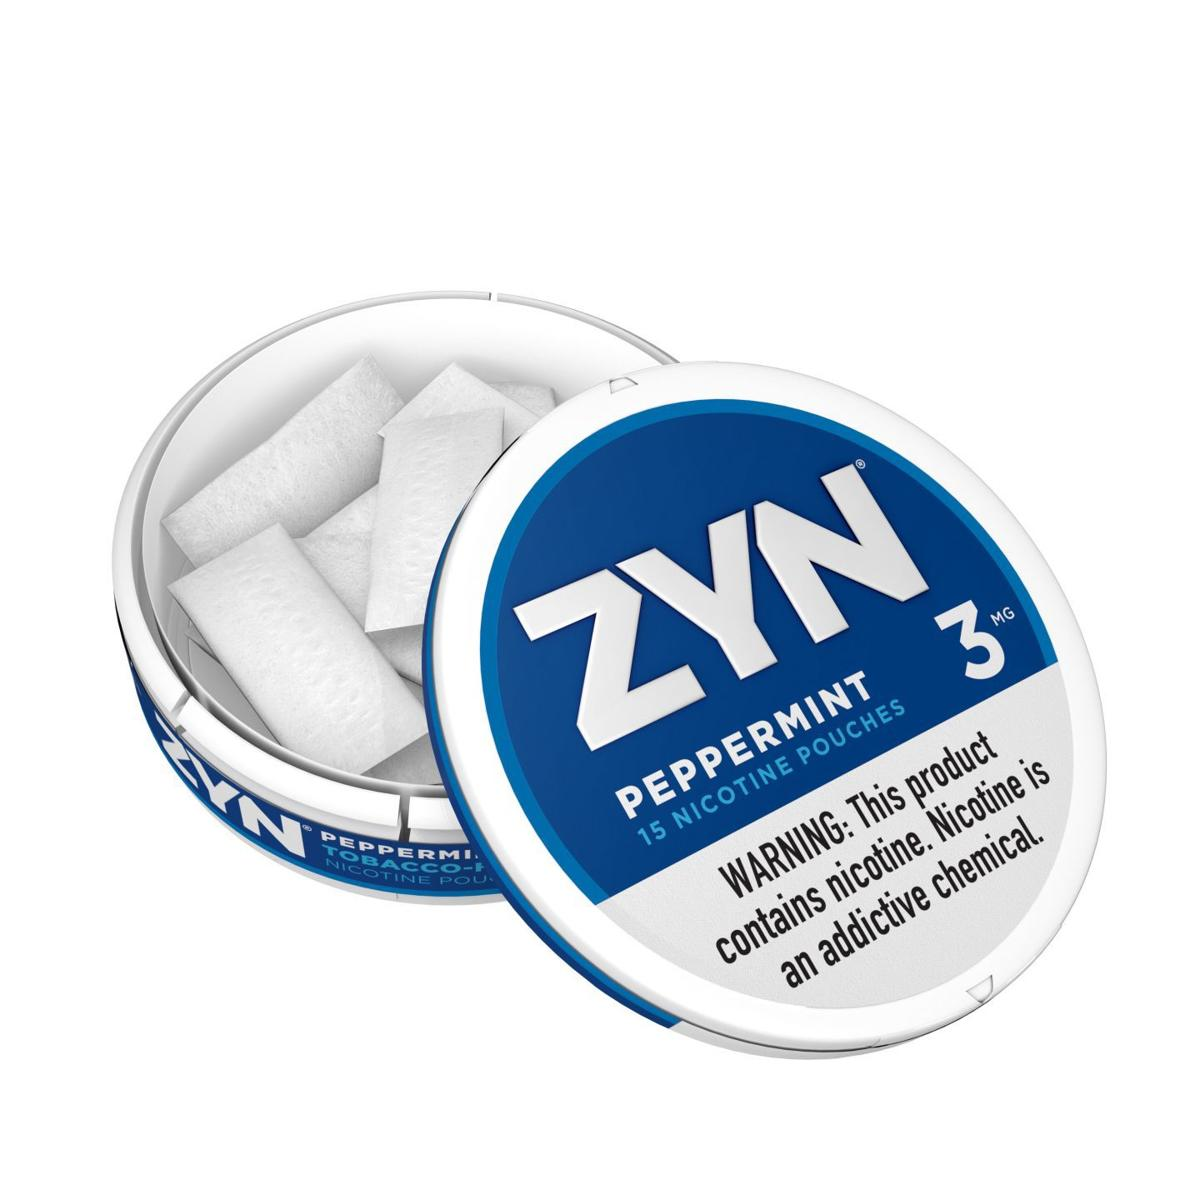 ZYN®
3 MG
PEPPERMINT
15 NICOTINE POUCHES
WARNING: This product
contains nicotine. Nicotine is
an addictive chemical.
ZYN®
PEPPERMI
TOBACCO-
NICOTINE POU